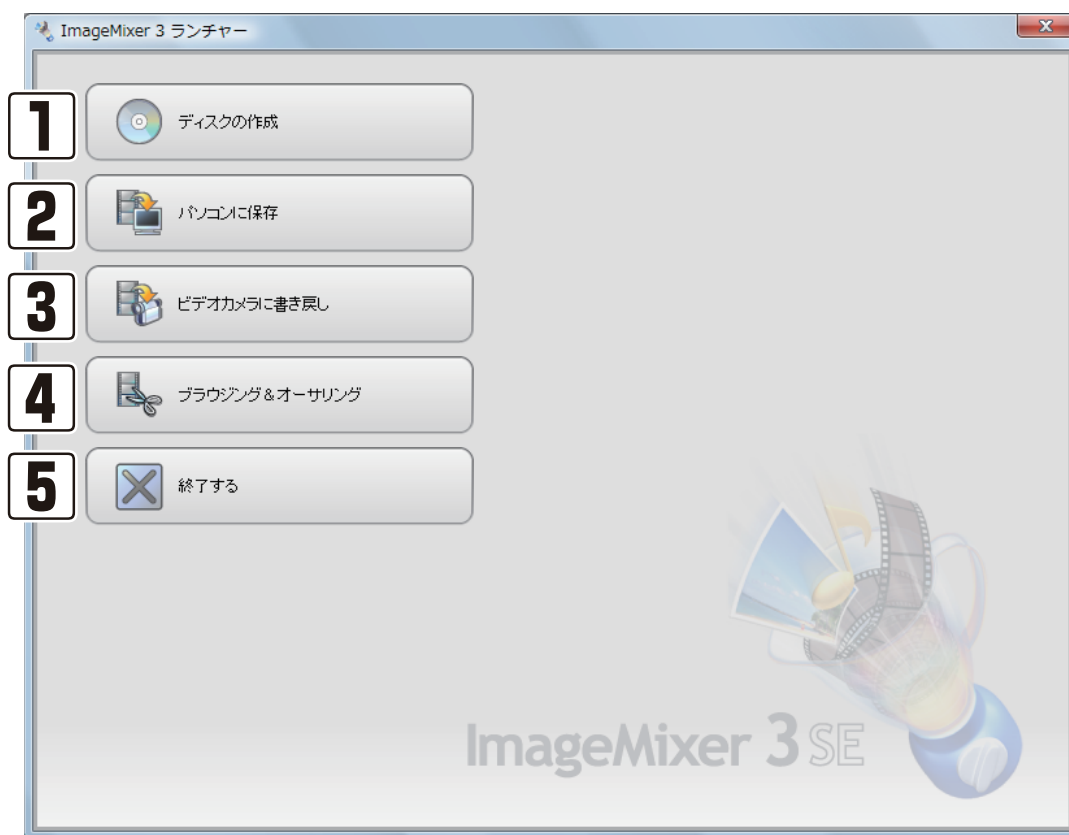 ImageMixer 3 ランチャー
1 ディスクの作成
2 パソコンに保存
3 ビデオカメラに書き戻し
4 ブラウジング&オーサリング
5 終了する
ImageMixer 3 SE